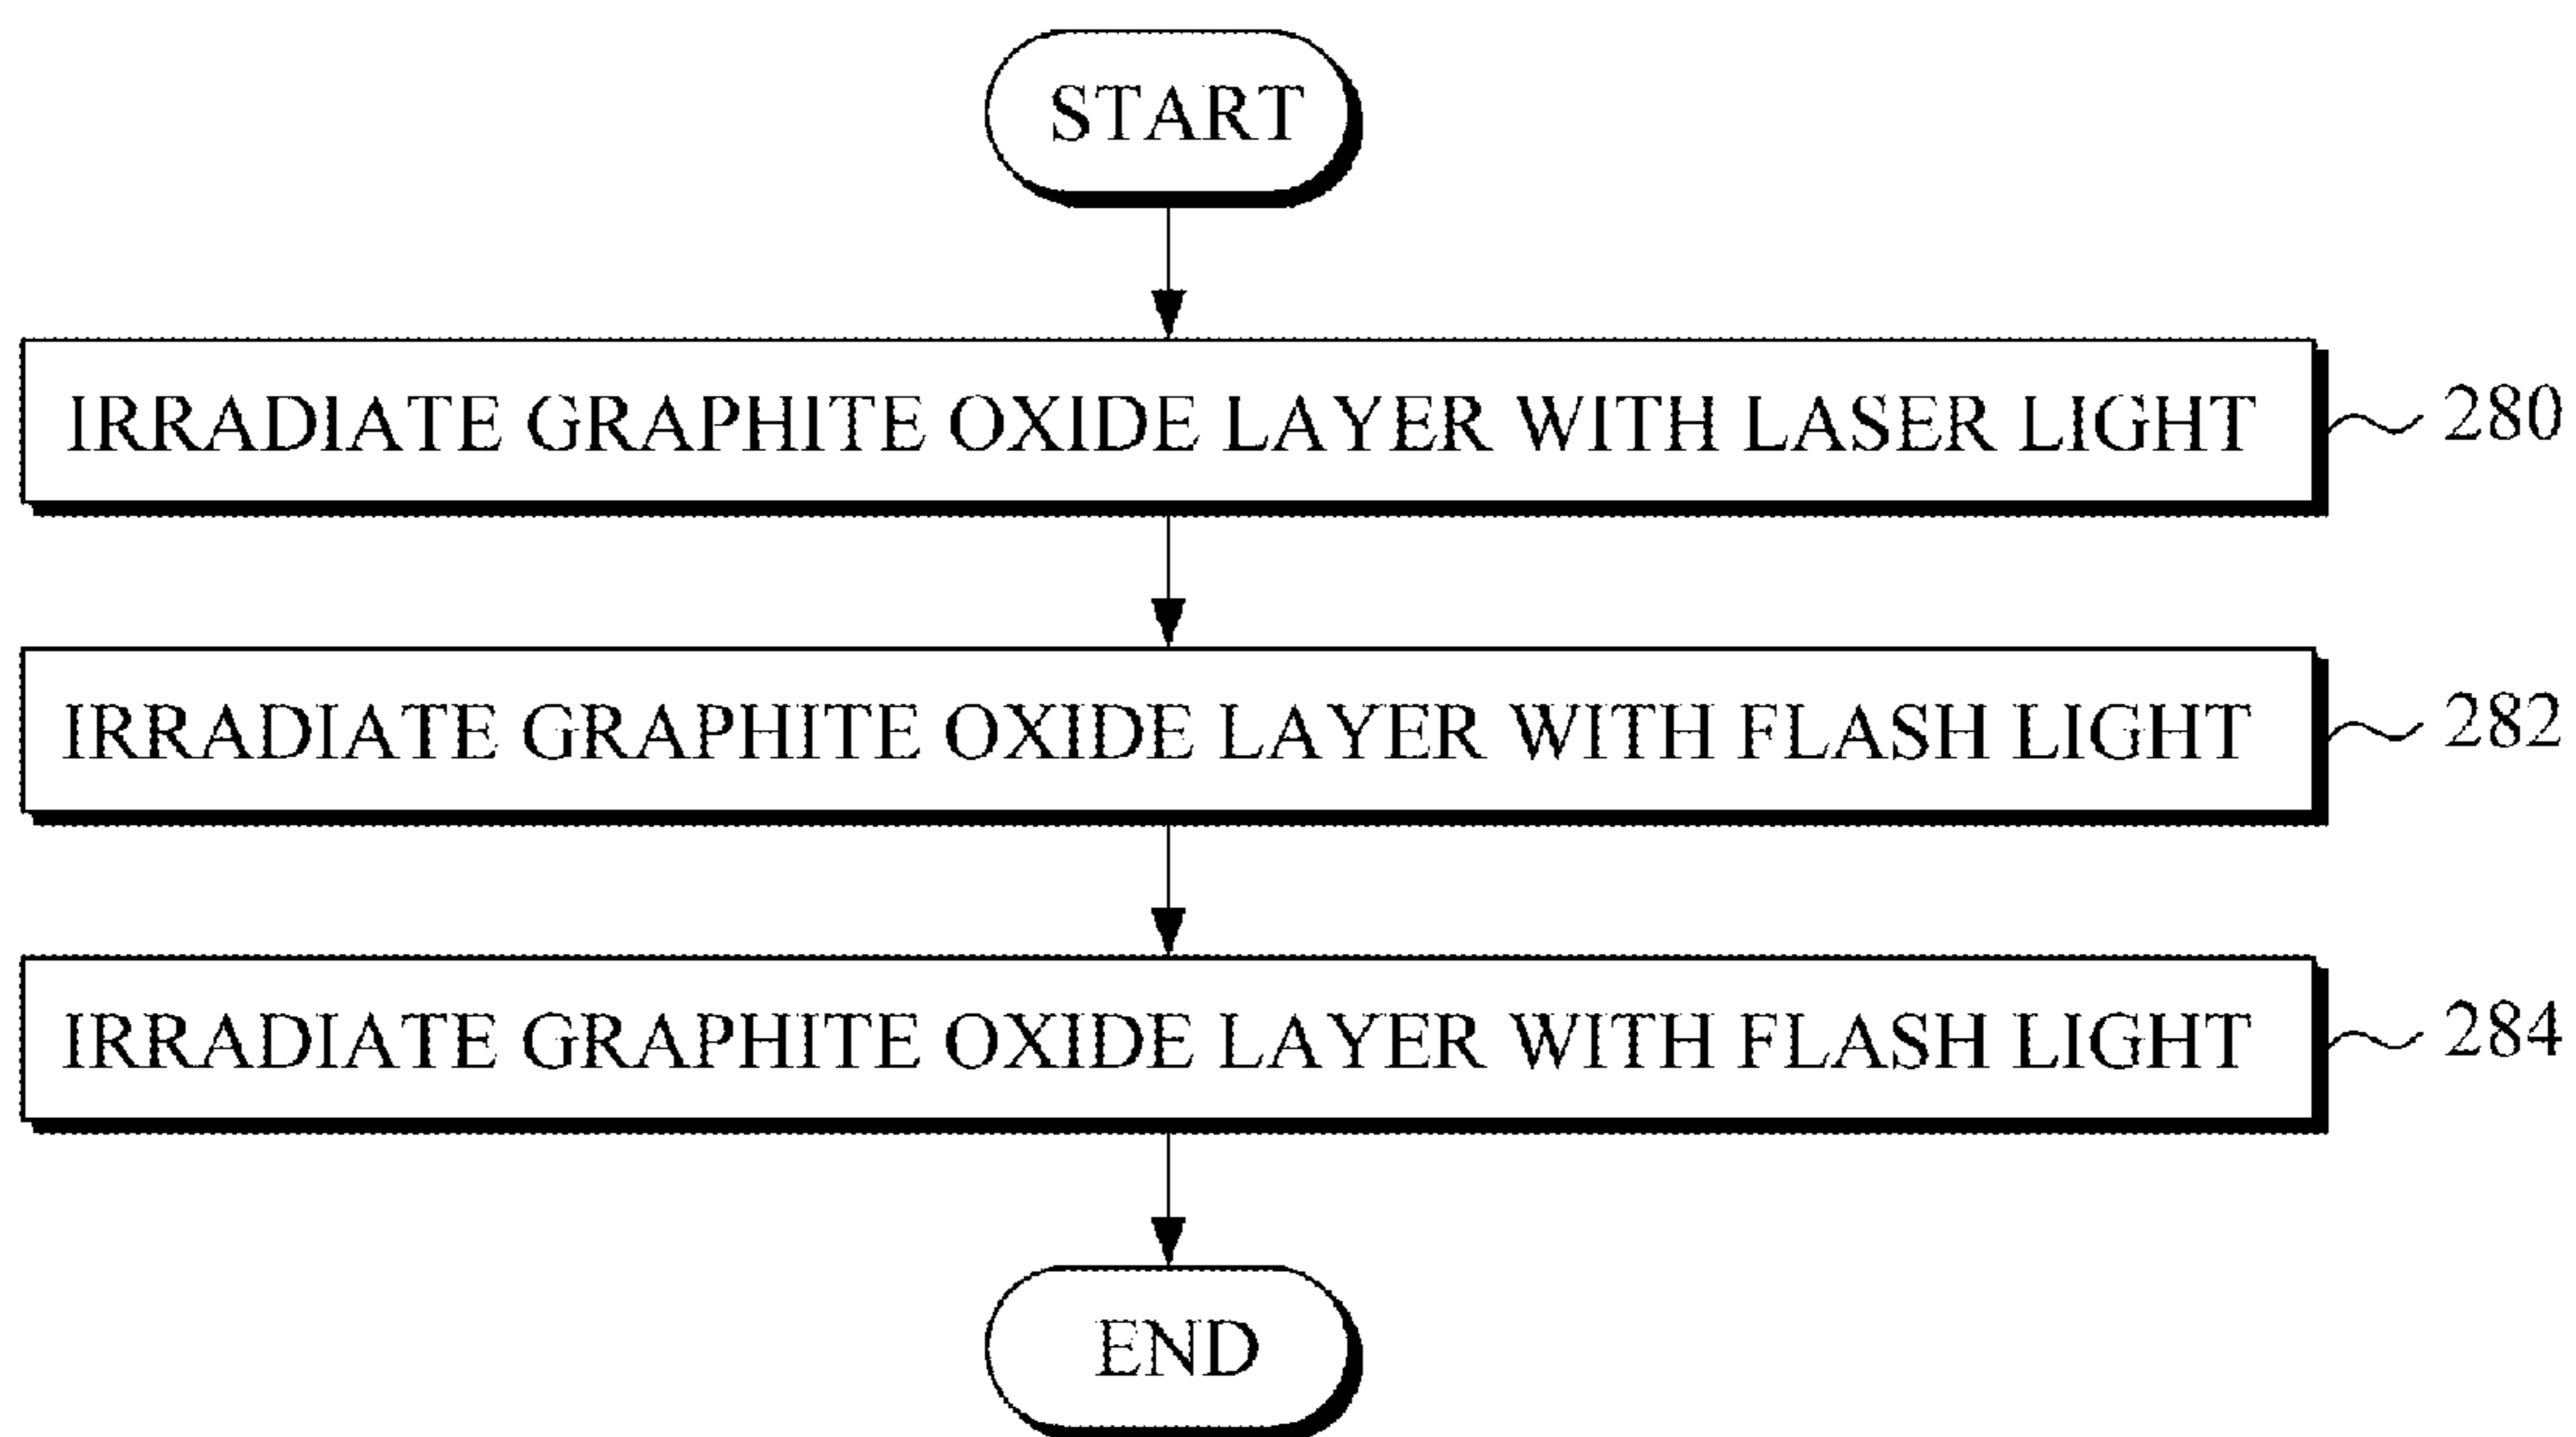 START
IRRADIATE GRAPHITE OXIDE LAYER WITH LASER LIGHT 280
IRRADIATE GRAPHITE OXIDE LAYER WITH FLASH LIGHT 282
IRRADIATE GRAPHITE OXIDE LAYER WITH FLASH LIGHT 284
END